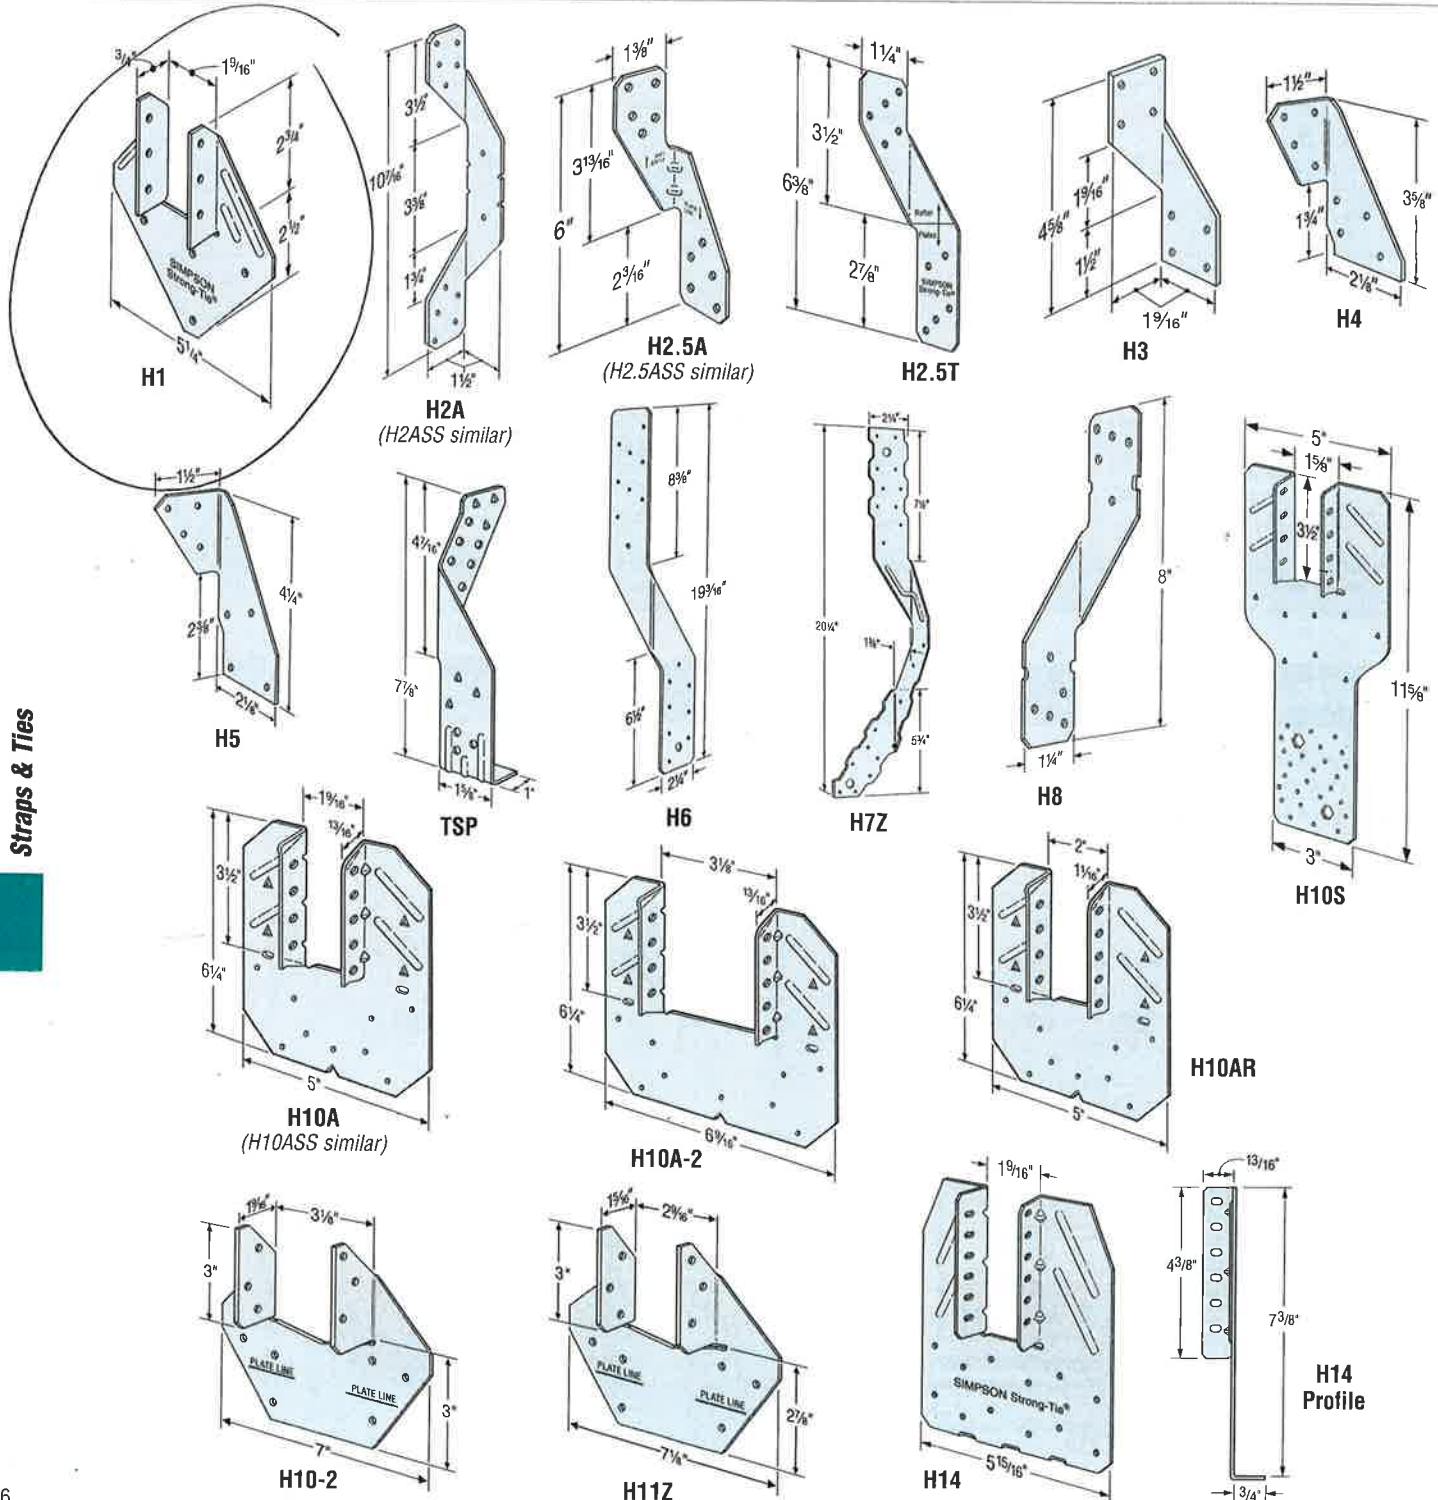 3/4"
1 9/16"
2 3/4"
2 1/2"
SIMPSON
Strong-Tie®
5 1/4"
H1
3 1/2"
10 7/16"
3 3/8"
1 3/4"
1 1/2"
H2A
(H2ASS similar)
1 3/8"
3 13/16"
6"
2 3/16"
H2.5A
(H2.5ASS similar)
1 1/4"
3 1/2"
6 3/8"
Rafter
Plates
2 7/8"
SIMPSON
Strong-Tie®
H2.5T
1 9/16"
4 5/8"
1 1/2"
1 9/16"
H3
1 1/2"
3 5/8"
1 3/4"
2 1/8"
H4
1 1/2"
4 1/4"
2 3/8"
2 1/8"
H5
4 7/16"
7 7/8"
1 5/8"
1"
TSP
8 3/8"
19 3/16"
6 1/2"
2 1/4"
H6
2 1/4"
7 1/2"
20 1/4"
1 3/8"
5 3/4"
H7Z
8"
1 1/4"
H8
5"
1 5/8"
3 1/2"
11 5/8"
3"
H10S
Straps & Ties
1 9/16"
13/16"
3 1/2"
6 1/4"
5"
H10A
(H10ASS similar)
3 1/8"
13/16"
3 1/2"
6 1/4"
6 9/16"
H10A-2
2"
1 1/16"
3 1/2"
6 1/4"
5"
H10AR
1 9/16"
3 1/8"
3"
PLATE LINE
PLATE LINE
3"
7"
H10-2
1 5/16"
2 9/16"
3"
PLATE LINE
PLATE LINE
2 7/8"
7 1/8"
H11Z
1 9/16"
SIMPSON Strong-Tie®
5 15/16"
H14
13/16"
4 3/8"
7 3/8"
3/4"
H14
Profile
6